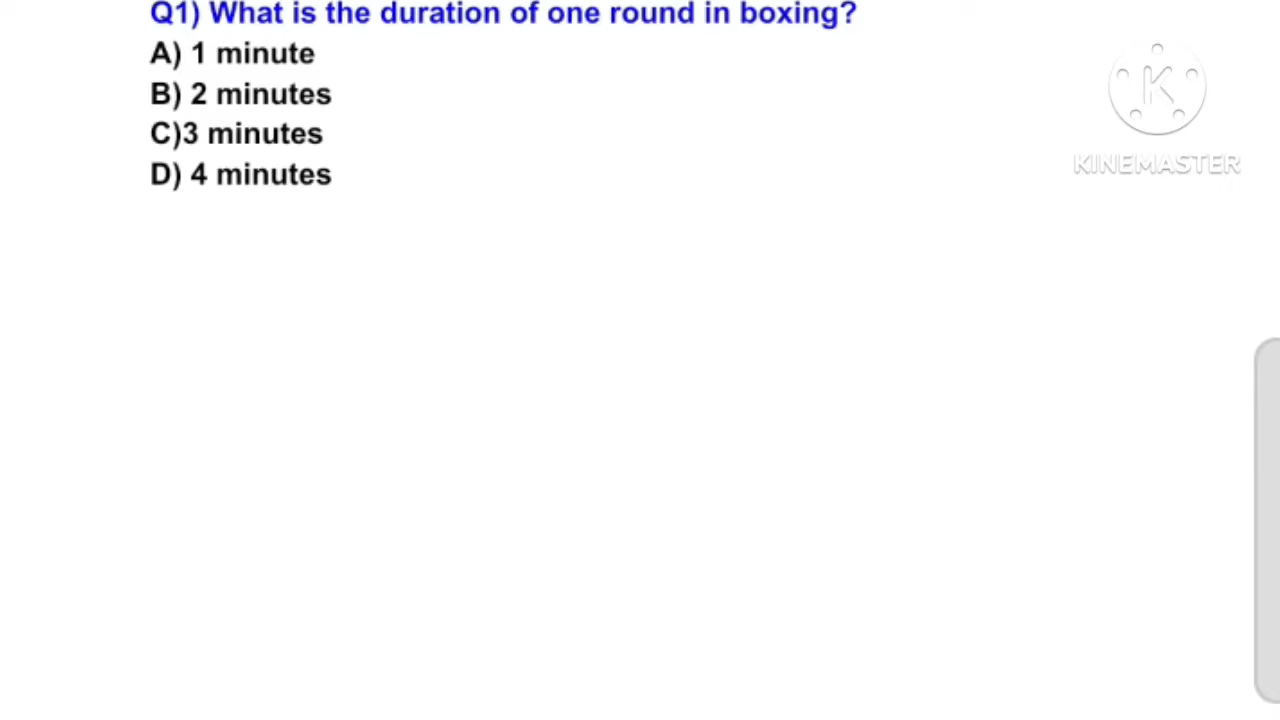 Q1) What is the duration of one round in boxing?
A) 1 minute
B) 2 minutes
C)3 minutes
D) 4 minutes
K
KINEMASTER